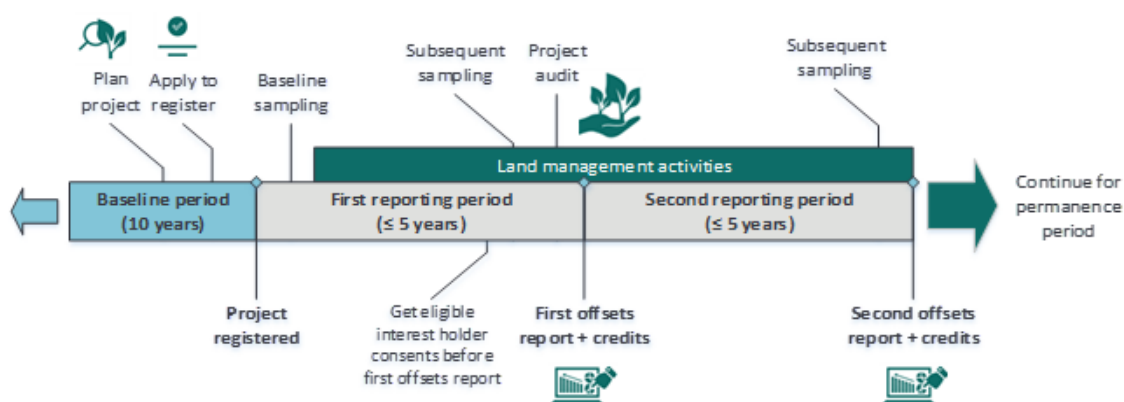 Plan
project
Apply to
register
Baseline
sampling
Subsequent
sampling
Project
audit
Subsequent
sampling
Land management activities
Baseline period
(10 years)
First reporting period
(≤ 5 years)
Second reporting period
(≤ 5 years)
Continue for
permanence
period
Project
registered
Get eligible
interest holder
consents before
first offsets report
First offsets
report + credits
Second offsets
report + credits